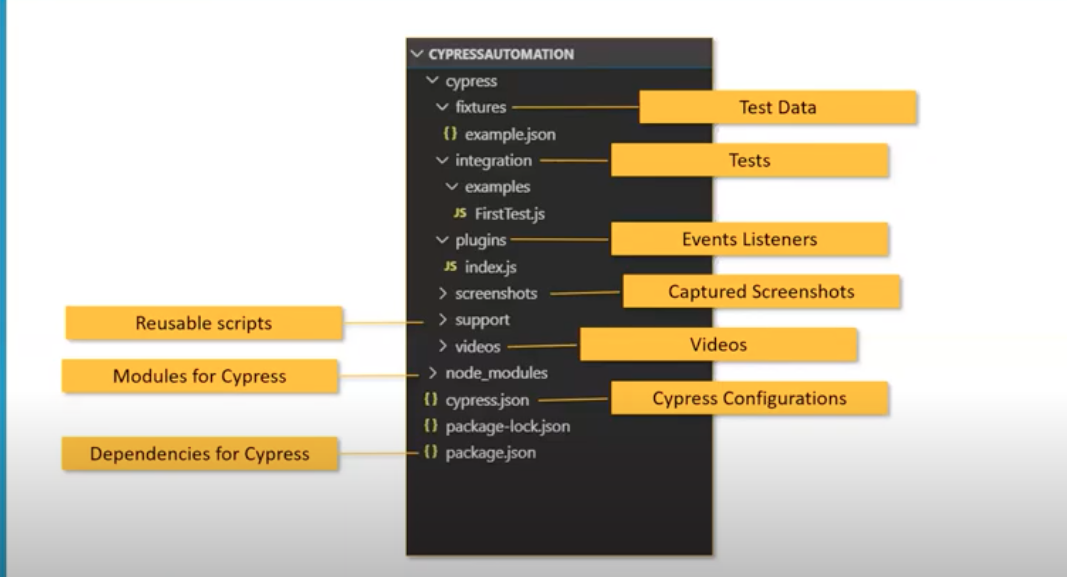 CYPRESSAUTOMATION
cypress
fixtures
Test Data
{} example.json
integration
Tests
examples
JS FirstTest.js
plugins
Events Listeners
JS index.js
screenshots
Captured Screenshots
Reusable scripts
support
videos
Videos
Modules for Cypress
node_modules
{} cypress.json
Cypress Configurations
{} package-lock.json
Dependencies for Cypress
{} package.json